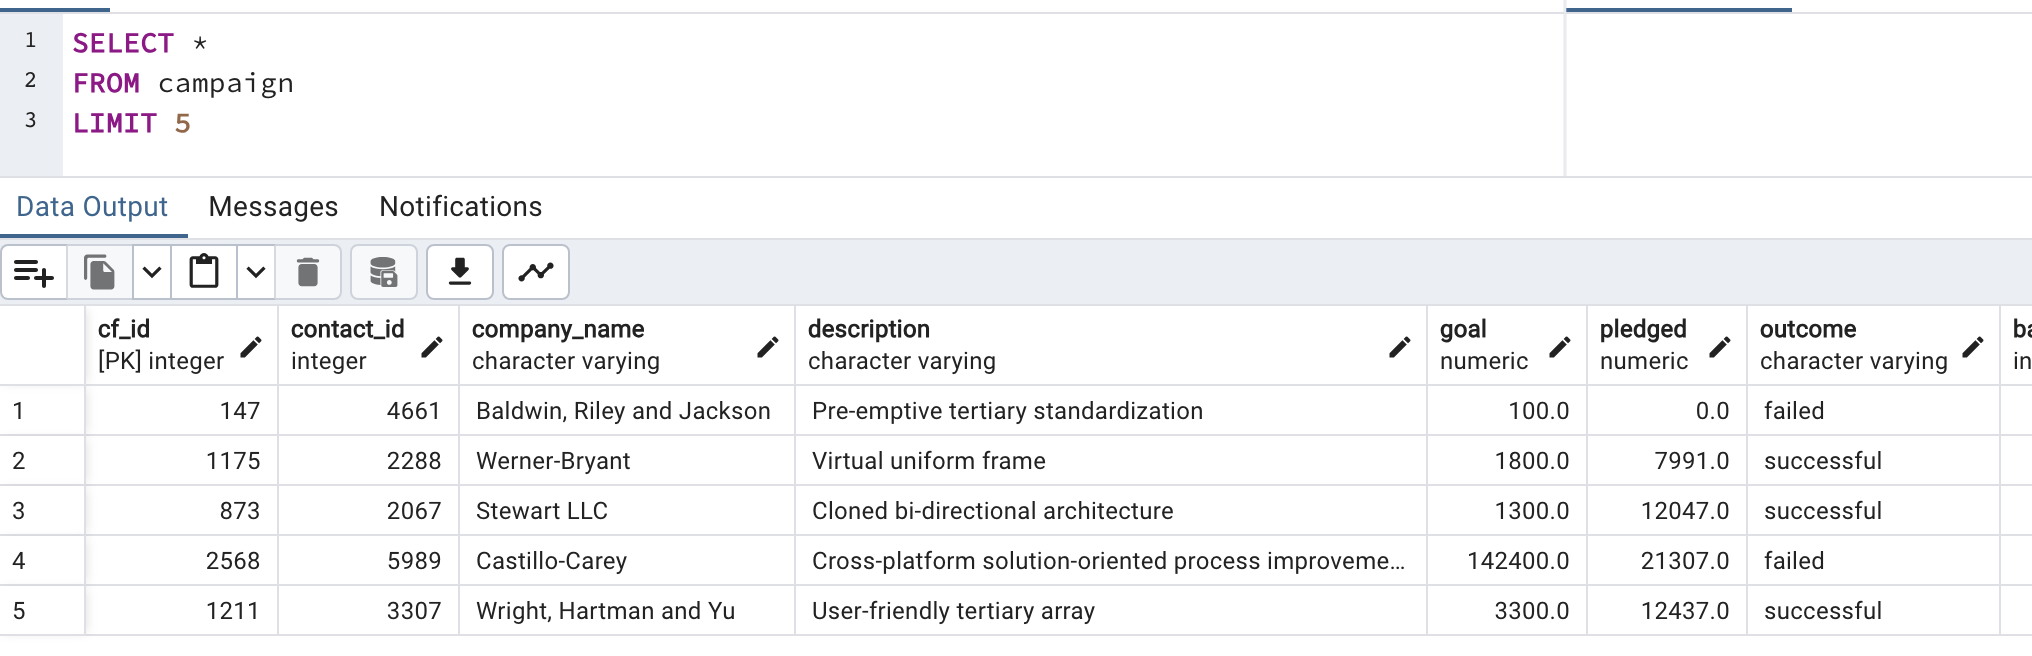 1 SELECT *
2 FROM campaign
3 LIMIT 5
Data Output Messages Notifications
cf_id contact_id company_name description goal pledged outcome ba
[PK] integer integer character varying character varying numeric numeric character varying in
1 147 4661 Baldwin, Riley and Jackson Pre-emptive tertiary standardization 100.0 0.0 failed
2 1175 2288 Werner-Bryant Virtual uniform frame 1800.0 7991.0 successful
3 873 2067 Stewart LLC Cloned bi-directional architecture 1300.0 12047.0 successful
4 2568 5989 Castillo-Carey Cross-platform solution-oriented process improveme... 142400.0 21307.0 failed
5 1211 3307 Wright, Hartman and Yu User-friendly tertiary array 3300.0 12437.0 successful